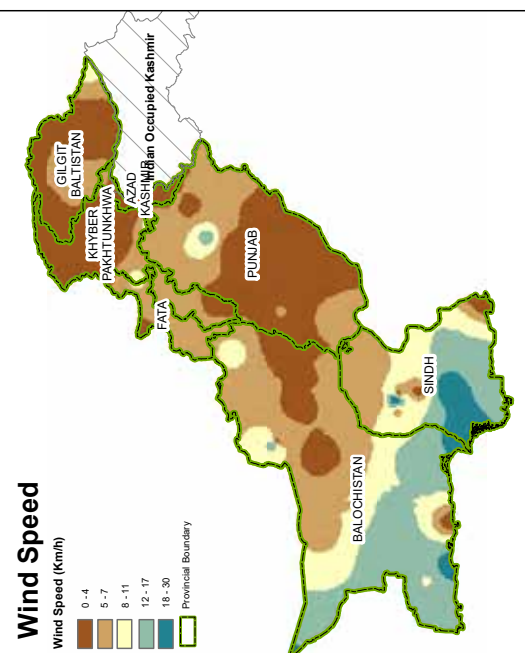 Wind Speed
Wind Speed (Km/h)
0 - 4
5 - 7
8 - 11
12 - 17
18 - 30
Provincial Boundary
GILGIT
BALTISTAN
KHYBER
PAKHTUNKHWA
AZAD
KASHMIR
Indian Occupied Kashmir
FATA
PUNJAB
BALOCHISTAN
SINDH